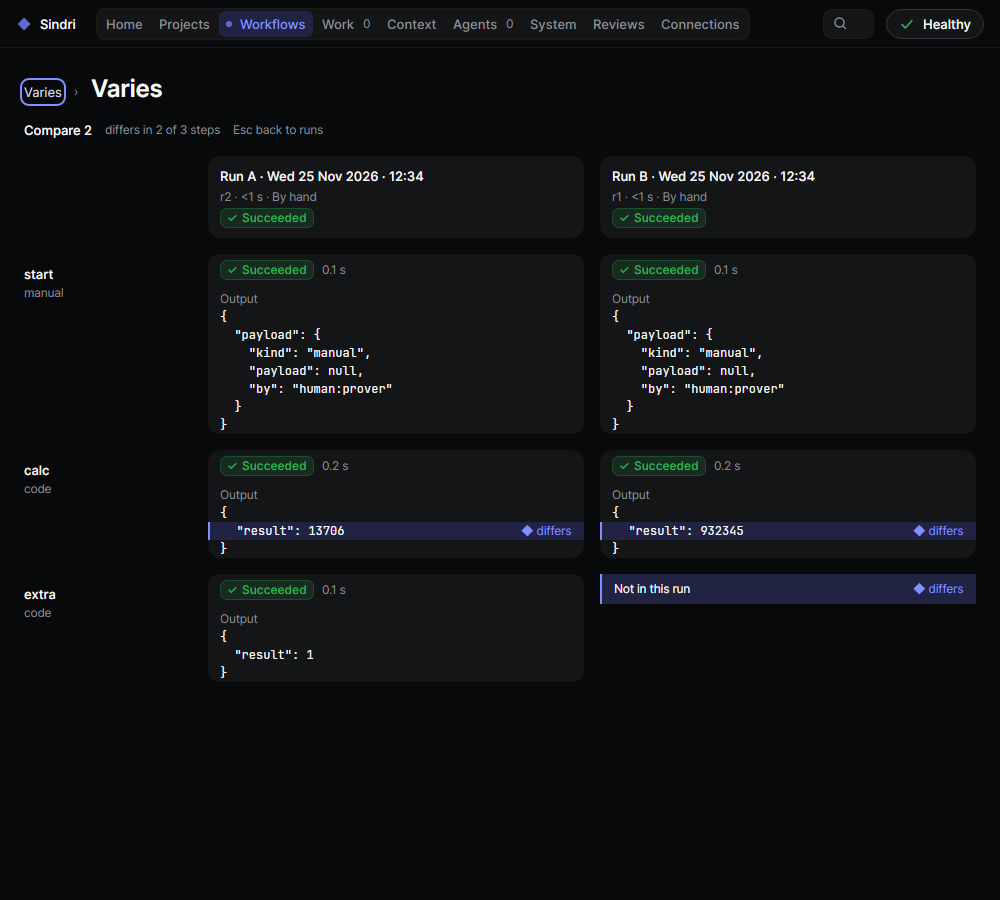 Sindri Home Projects Workflows Work 0 Context Agents 0 System Reviews Connections Healthy
Varies › Varies
Compare 2 differs in 2 of 3 steps Esc back to runs
Run A · Wed 25 Nov 2026 · 12:34
r2 · <1 s · By hand
Succeeded
Run B · Wed 25 Nov 2026 · 12:34
r1 · <1 s · By hand
Succeeded
start
manual
Succeeded 0.1 s
Output
{
  "payload": {
    "kind": "manual",
    "payload": null,
    "by": "human:prover"
  }
}
Succeeded 0.1 s
Output
{
  "payload": {
    "kind": "manual",
    "payload": null,
    "by": "human:prover"
  }
}
calc
code
Succeeded 0.2 s
Output
{
  "result": 13706 differs
}
Succeeded 0.2 s
Output
{
  "result": 932345 differs
}
extra
code
Succeeded 0.1 s
Output
{
  "result": 1
}
Not in this run differs